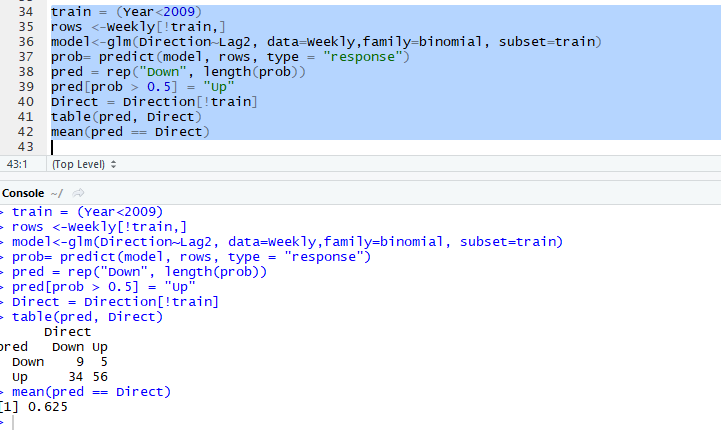 34 train = (Year<2009)
35 rows <-Weekly[!train,]
36 model<-glm(Direction~Lag2, data=Weekly,family=binomial, subset=train)
37 prob= predict(model, rows, type = "response")
38 pred = rep("Down", length(prob))
39 pred[prob > 0.5] = "Up"
40 Direct = Direction[!train]
41 table(pred, Direct)
42 mean(pred == Direct)
43
43:1 (Top Level)
Console ~/
> train = (Year<2009)
> rows <-Weekly[!train,]
> model<-glm(Direction~Lag2, data=Weekly,family=binomial, subset=train)
> prob= predict(model, rows, type = "response")
> pred = rep("Down", length(prob))
> pred[prob > 0.5] = "Up"
> Direct = Direction[!train]
> table(pred, Direct)
Direct
pred Down Up
Down 9 5
Up 34 56
> mean(pred == Direct)
[1] 0.625
>